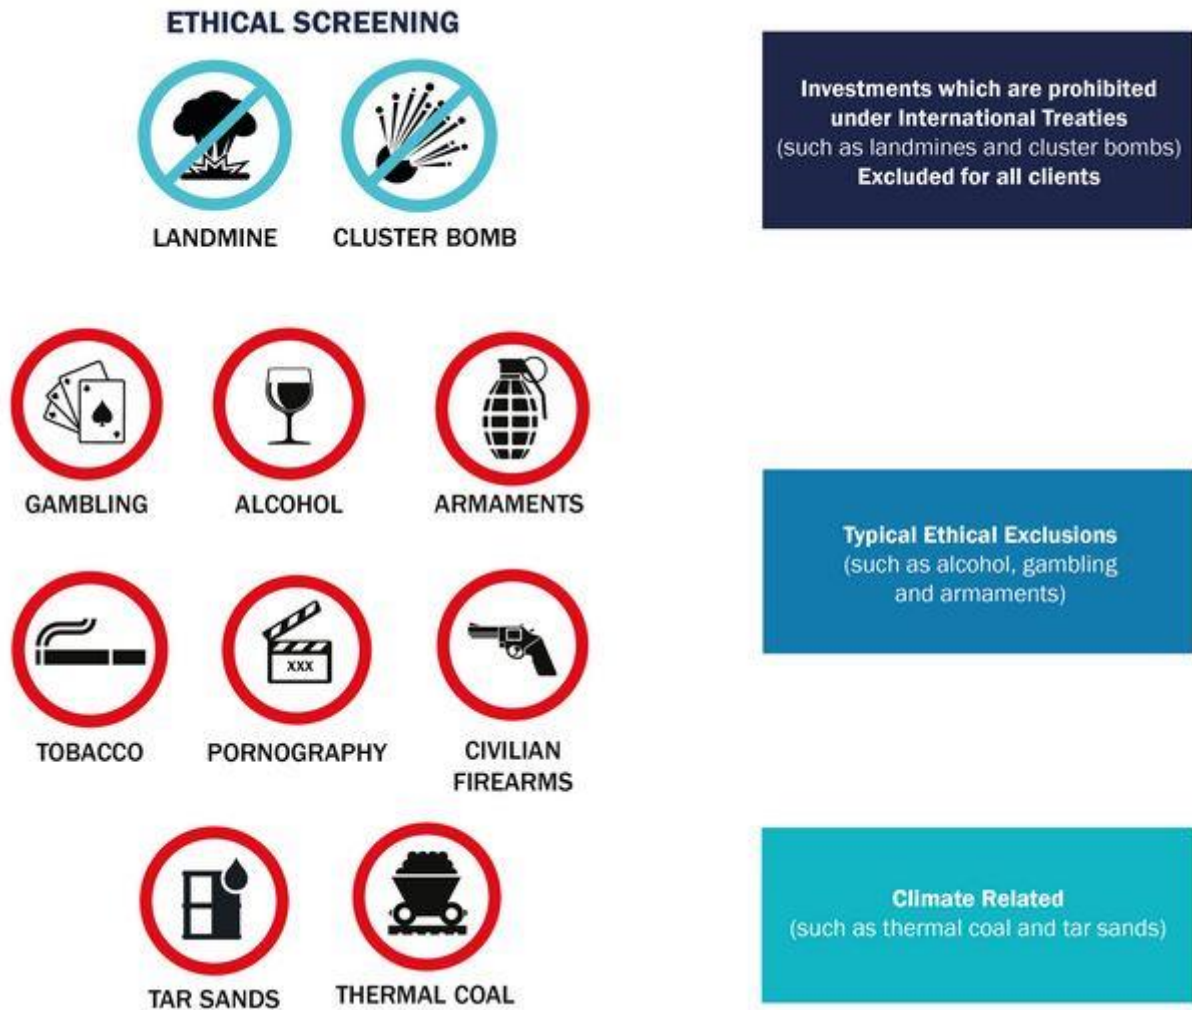 ETHICAL SCREENING
LANDMINE
CLUSTER BOMB
Investments which are prohibited
under International Treaties
(such as landmines and cluster bombs)
Excluded for all clients
GAMBLING
ALCOHOL
ARMAMENTS
Typical Ethical Exclusions
(such as alcohol, gambling
and armaments)
XXX
TOBACCO
PORNOGRAPHY
CIVILIAN
FIREARMS
TAR SANDS
THERMAL COAL
Climate Related
(such as thermal coal and tar sands)